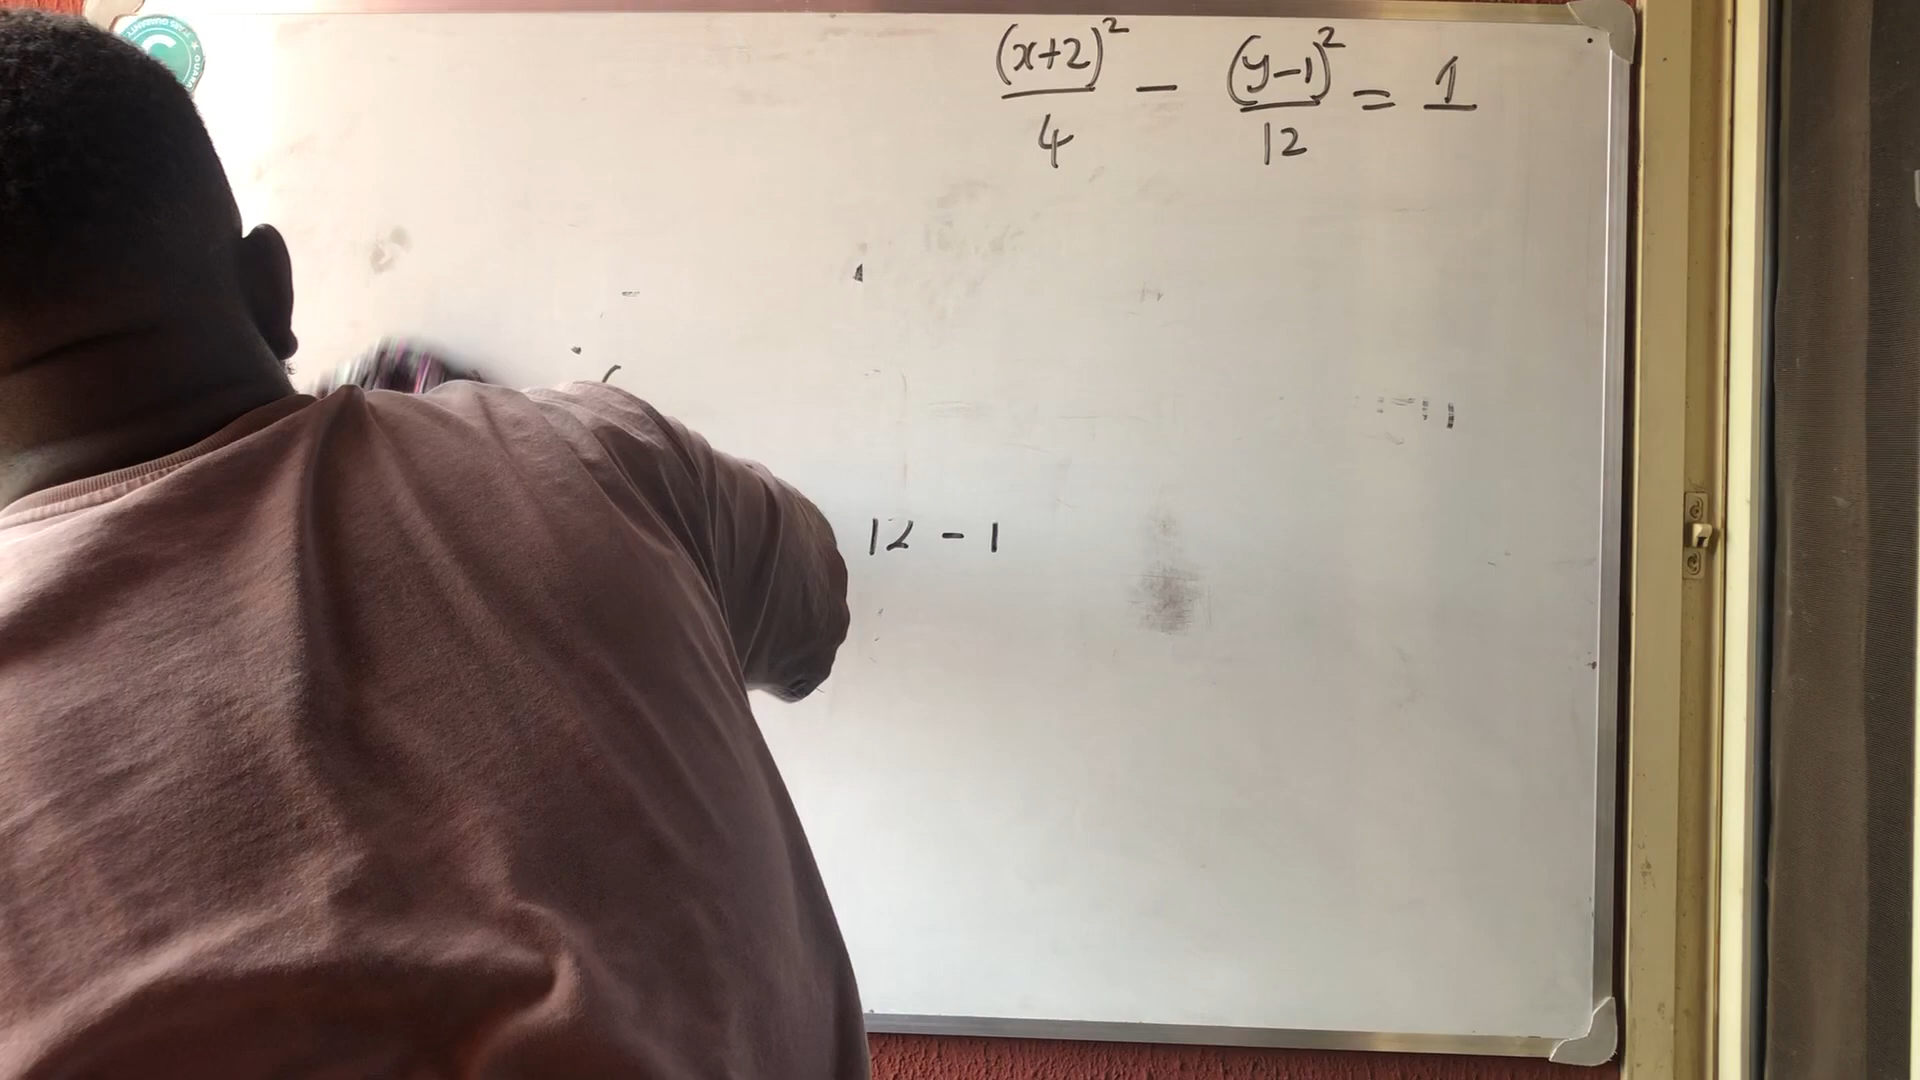 (x+2)² / 4 − (y−1)² / 12 = 1
12 - 1